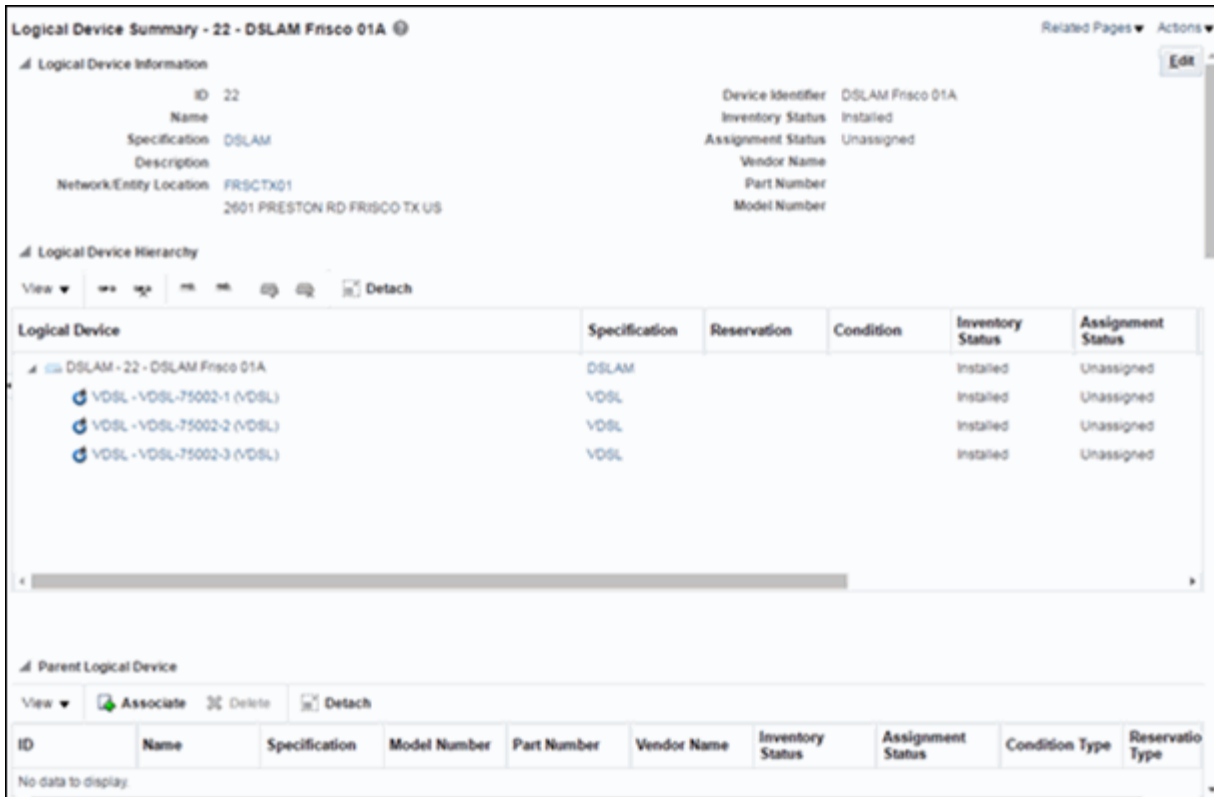 Logical Device Summary - 22 - DSLAM Frisco 01A
Related Pages Actions
Logical Device Information
Edit
ID 22
Device Identifier DSLAM Frisco 01A
Name
Inventory Status Installed
Specification DSLAM
Assignment Status Unassigned
Description
Vendor Name
Network/Entity Location FRSCTX01
Part Number
2601 PRESTON RD FRISCO TX US
Model Number
Logical Device Hierarchy
View Detach
Logical Device Specification Reservation Condition Inventory Status Assignment Status
DSLAM - 22 - DSLAM Frisco 01A DSLAM Installed Unassigned
VDSL - VDSL-75002-1 (VDSL) VDSL Installed Unassigned
VDSL - VDSL-75002-2 (VDSL) VDSL Installed Unassigned
VDSL - VDSL-75002-3 (VDSL) VDSL Installed Unassigned
Parent Logical Device
View Associate Delete Detach
ID Name Specification Model Number Part Number Vendor Name Inventory Status Assignment Status Condition Type Reservatio Type
No data to display.